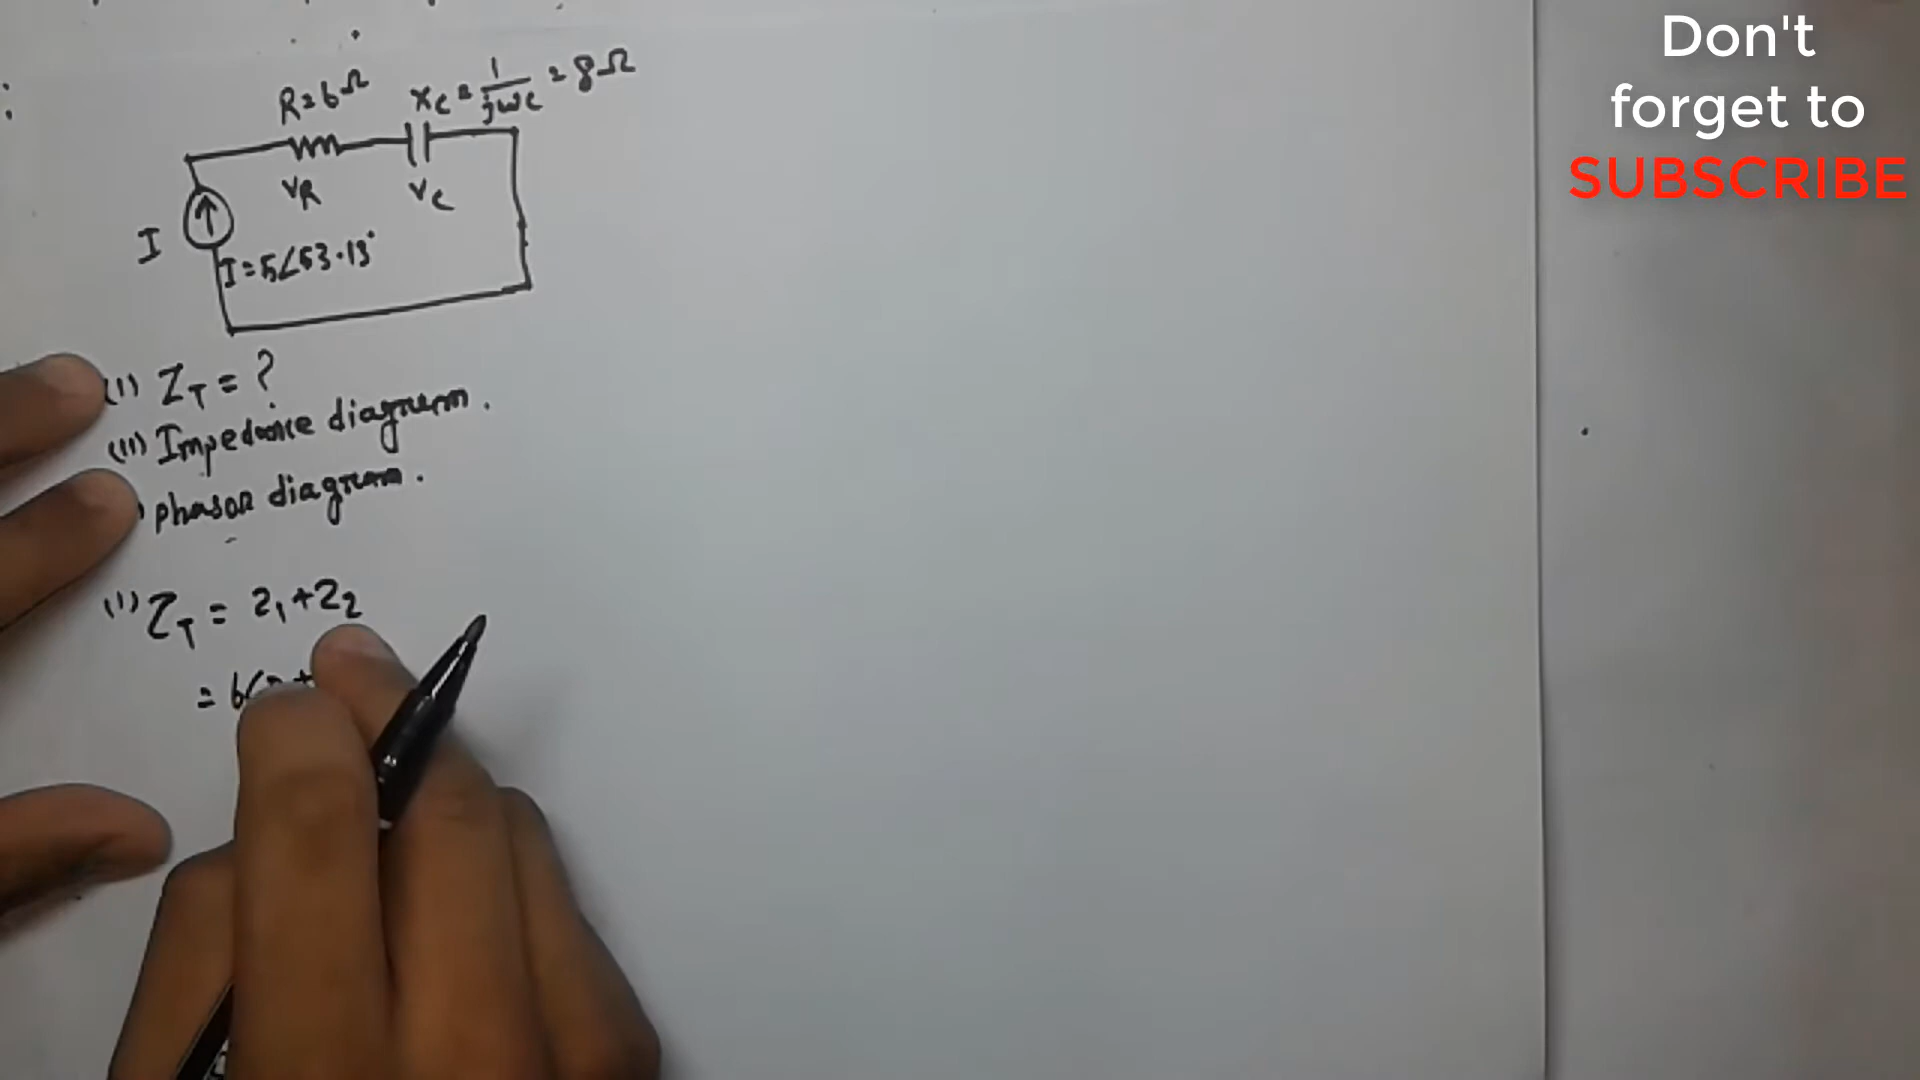 R=6Ω
Xc = 1/jωc = 8Ω
VR
Vc
I
I=5∠53.13°
(I) ZT = ?
(II) Impedance diagram.
phasor diagram.
(I) ZT = Z1+Z2
= 6
Don't
forget to
SUBSCRIBE